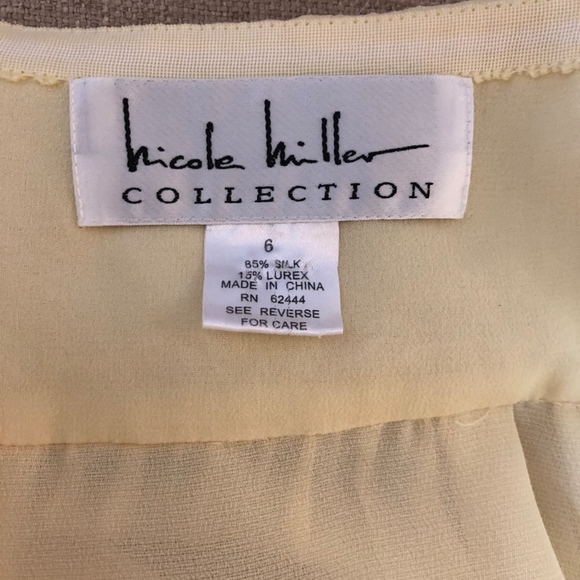 nicole miller
COLLECTION
6
85% SILK
15% LUREX
MADE IN CHINA
RN 62444
SEE REVERSE
FOR CARE